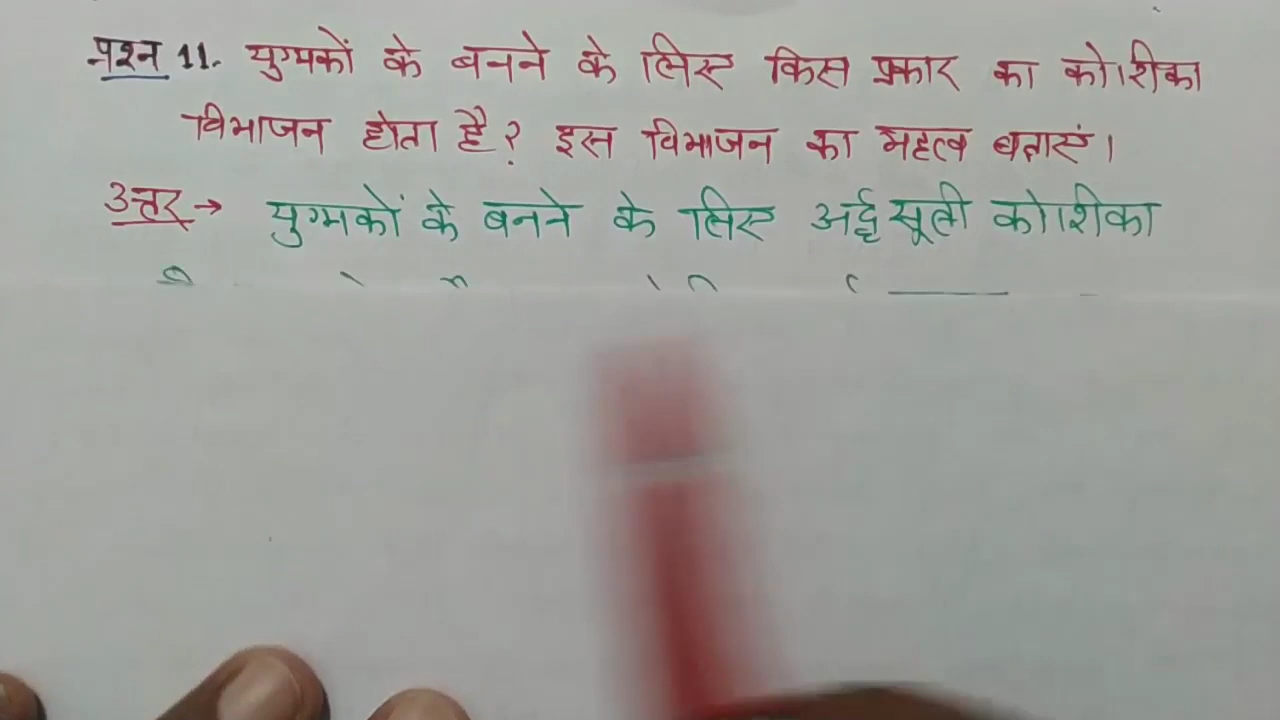 प्रश्न 11. युग्मकों के बनने के लिए किस प्रकार का कोशिका
विभाजन होता है? इस विभाजन का महत्व बताएं।
उत्तर → युग्मकों के बनने के लिए अर्द्धसूत्री कोशिका